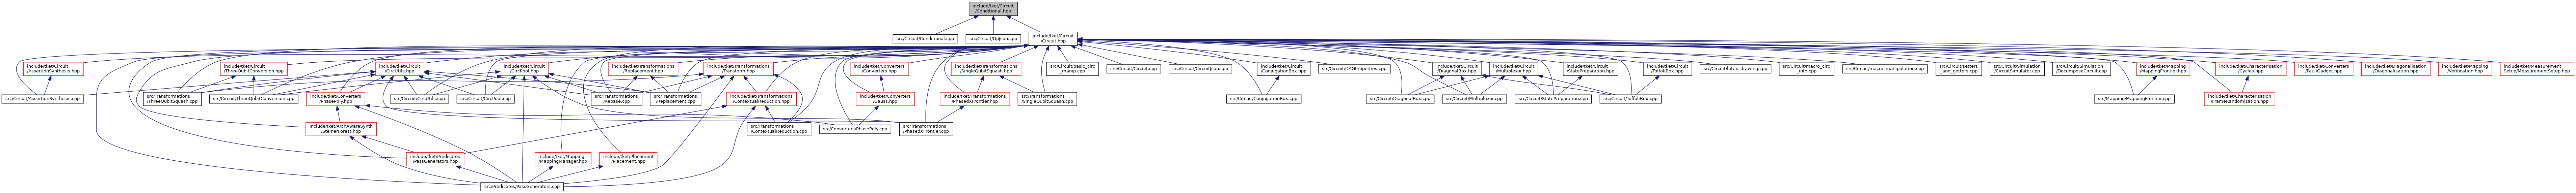 include/tket/Circuit
/Conditional.hpp
src/Circuit/Conditional.cpp
src/Circuit/OpJson.cpp
include/tket/Circuit
/Circuit.hpp
include/tket/Circuit
/AssertionSynthesis.hpp
include/tket/Circuit
/ThreeQubitConversion.hpp
include/tket/Circuit
/CircUtils.hpp
include/tket/Circuit
/CircPool.hpp
include/tket/Transformations
/Replacement.hpp
include/tket/Transformations
/Transform.hpp
include/tket/Converters
/Converters.hpp
include/tket/Transformations
/SingleQubitSquash.hpp
src/Circuit/basic_circ
_manip.cpp
src/Circuit/Circuit.cpp
src/Circuit/CircuitJson.cpp
include/tket/Circuit
/ConjugationBox.hpp
src/Circuit/DAGProperties.cpp
include/tket/Circuit
/DiagonalBox.hpp
include/tket/Circuit
/Multiplexor.hpp
include/tket/Circuit
/StatePreparation.hpp
include/tket/Circuit
/ToffoliBox.hpp
src/Circuit/latex_drawing.cpp
src/Circuit/macro_circ
_info.cpp
src/Circuit/macro_manipulation.cpp
src/Circuit/setters
_and_getters.cpp
src/Circuit/Simulation
/CircuitSimulator.cpp
src/Circuit/Simulation
/DecomposeCircuit.cpp
include/tket/Mapping
/MappingFrontier.hpp
include/tket/Characterisation
/Cycles.hpp
include/tket/Converters
/PauliGadget.hpp
include/tket/Diagonalisation
/Diagonalisation.hpp
include/tket/Mapping
/Verification.hpp
include/tket/Measurement
Setup/MeasurementSetup.hpp
src/Circuit/AssertionSynthesis.cpp
src/Transformations
/ThreeQubitSquash.cpp
src/Circuit/ThreeQubitConversion.cpp
include/tket/Converters
/PhasePoly.hpp
src/Circuit/CircUtils.cpp
src/Circuit/CircPool.cpp
src/Transformations
/Rebase.cpp
src/Transformations
/Replacement.cpp
include/tket/Transformations
/ContextualReduction.hpp
include/tket/Converters
/Gauss.hpp
include/tket/Transformations
/PhasedXFrontier.hpp
src/Transformations
/SingleQubitSquash.cpp
src/Circuit/ConjugationBox.cpp
src/Circuit/DiagonalBox.cpp
src/Circuit/Multiplexor.cpp
src/Circuit/StatePreparation.cpp
src/Circuit/ToffoliBox.cpp
src/Mapping/MappingFrontier.cpp
include/tket/Characterisation
/FrameRandomisation.hpp
include/tket/ArchAwareSynth
/SteinerForest.hpp
src/Transformations
/ContextualReduction.cpp
src/Converters/PhasePoly.cpp
src/Transformations
/PhasedXFrontier.cpp
include/tket/Predicates
/PassGenerators.hpp
include/tket/Mapping
/MappingManager.hpp
include/tket/Placement
/Placement.hpp
src/Predicates/PassGenerators.cpp